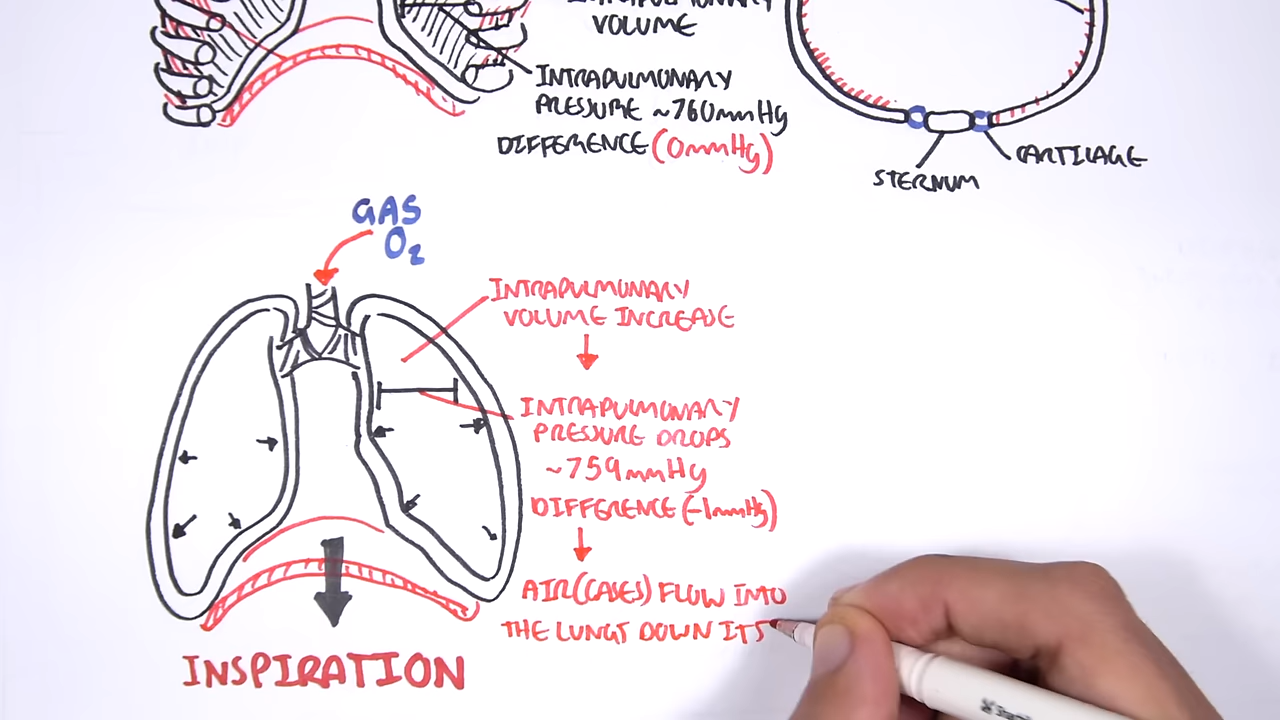 VOLUME
INTRAPULMONARY
PRESSURE ~760mmHg
DIFFERENCE (0mmHg)
CARTILAGE
STERNUM
GAS
O₂
INTRAPULMONARY
VOLUME INCREASE
INTRAPULMONARY
PRESSURE DROPS
~759mmHg
DIFFERENCE (-1mmHg)
AIR (GASES) FLOW INTO
THE LUNGS DOWN ITS
INSPIRATION